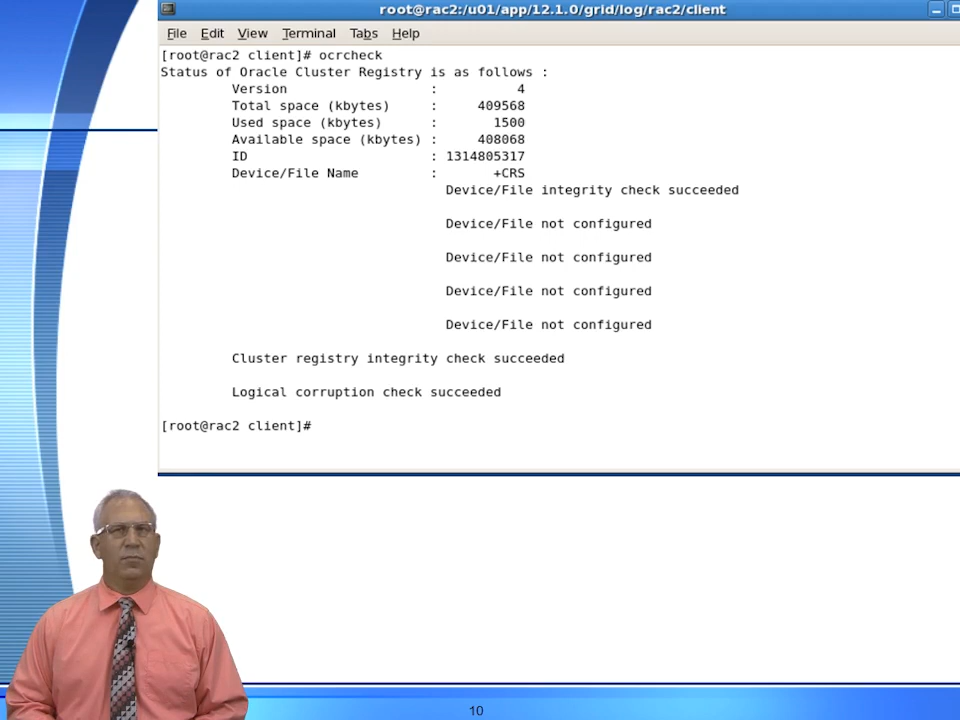 root@rac2:/u01/app/12.1.0/grid/log/rac2/client
File Edit View Terminal Tabs Help
[root@rac2 client]# ocrcheck
Status of Oracle Cluster Registry is as follows :
Version : 4
Total space (kbytes) : 409568
Used space (kbytes) : 1500
Available space (kbytes) : 408068
ID : 1314805317
Device/File Name : +CRS
Device/File integrity check succeeded
Device/File not configured
Device/File not configured
Device/File not configured
Device/File not configured
Cluster registry integrity check succeeded
Logical corruption check succeeded
[root@rac2 client]#
10